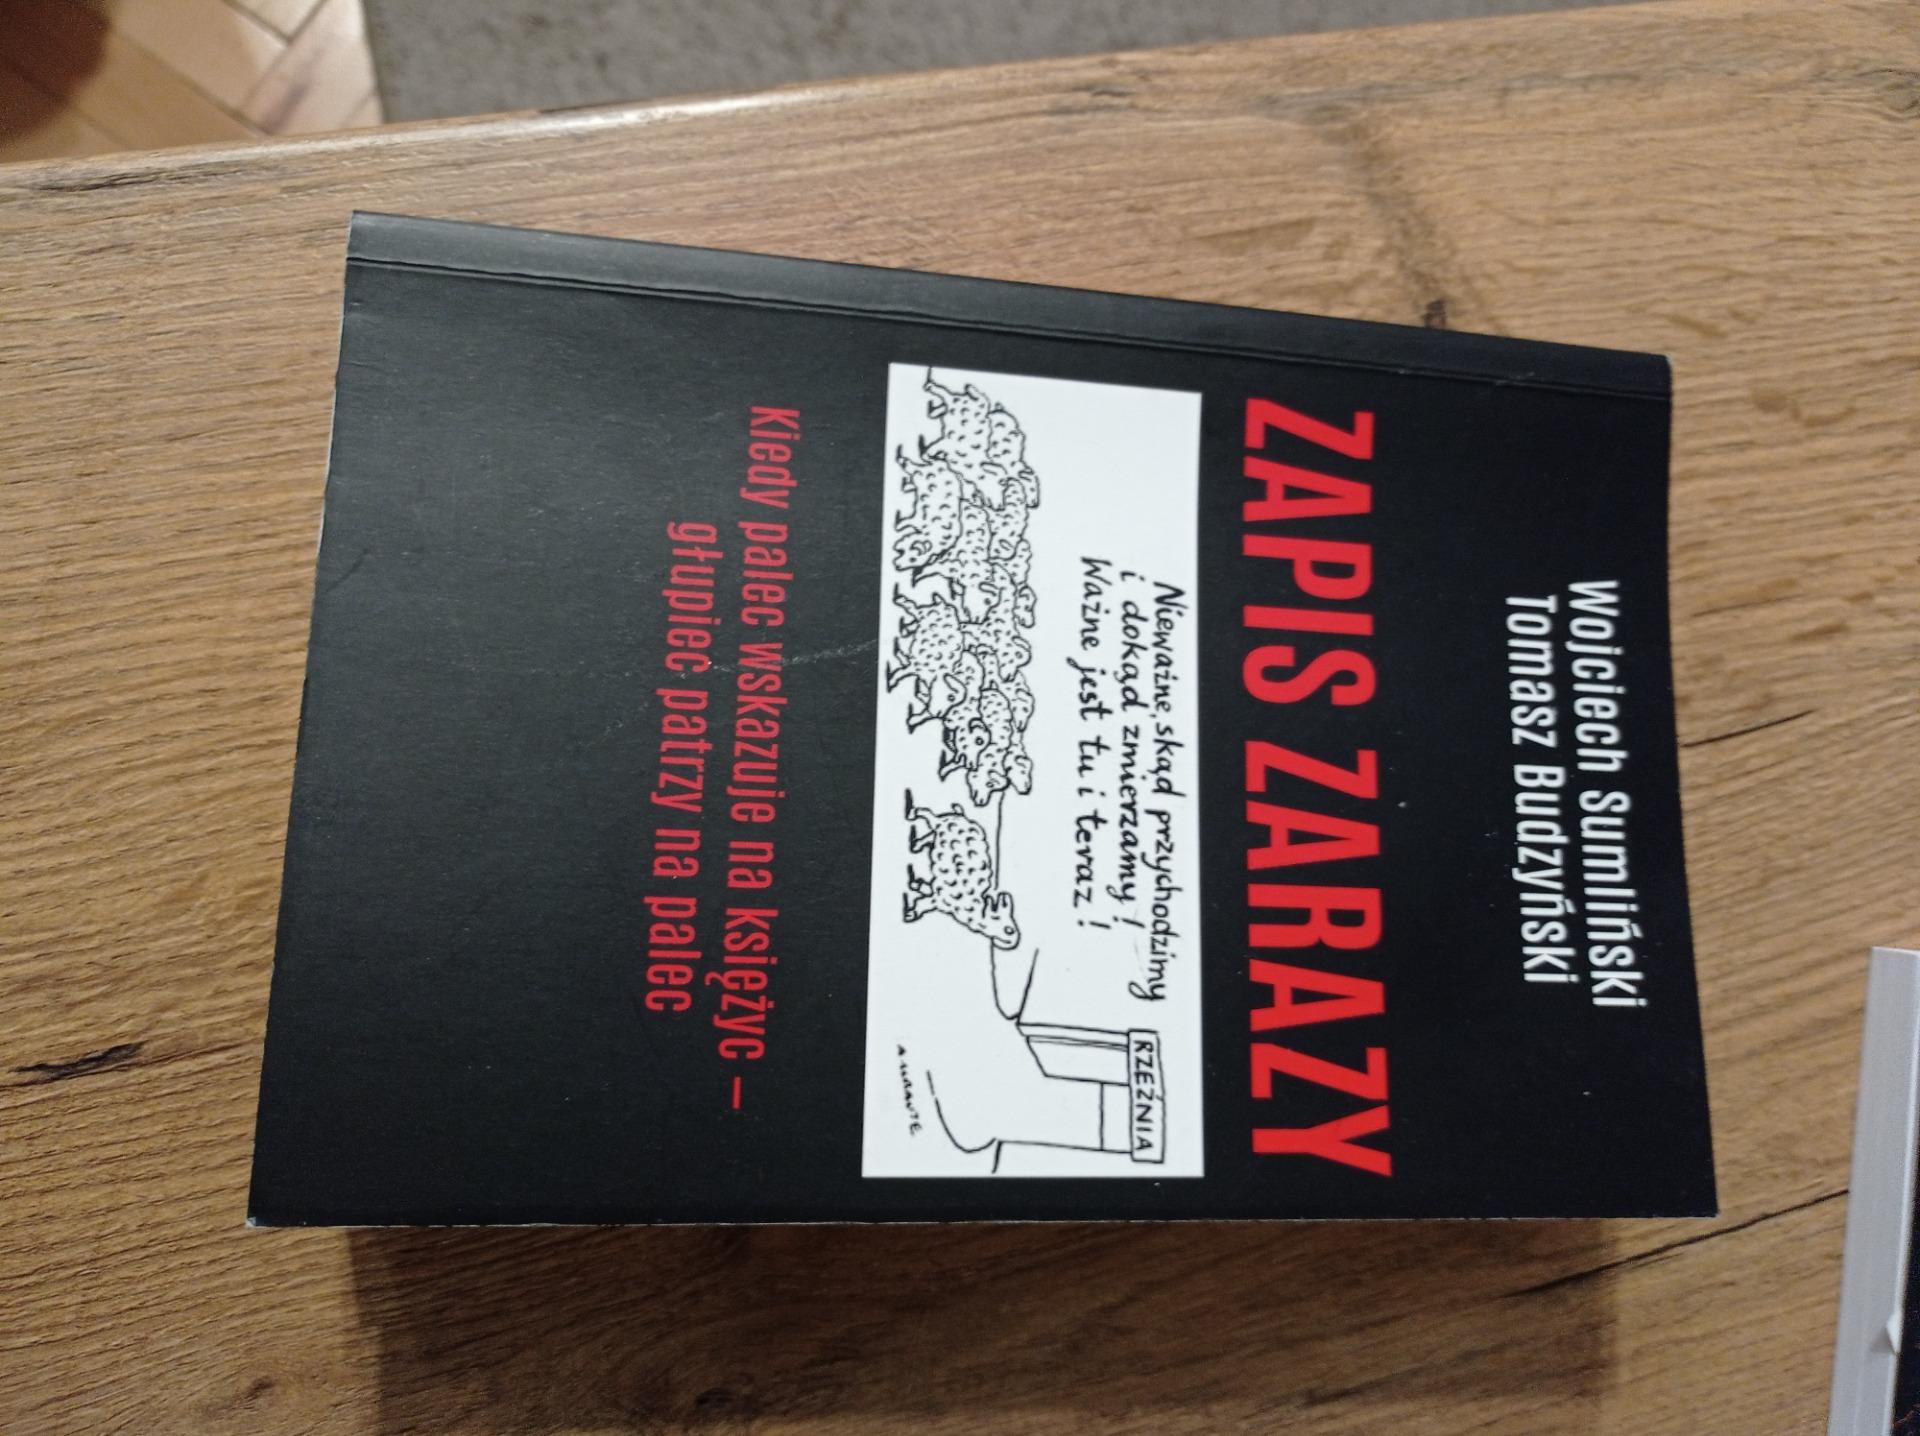 Wojciech Sumliński
Tomasz Budzyński
ZAPIS ZARAZY
Nieważne, skąd przychodzimy
i dokąd zmierzamy!
Ważne jest tu i teraz!
RZEŹNIA
Kiedy palec wskazuje na księżyc –
głupiec patrzy na palec